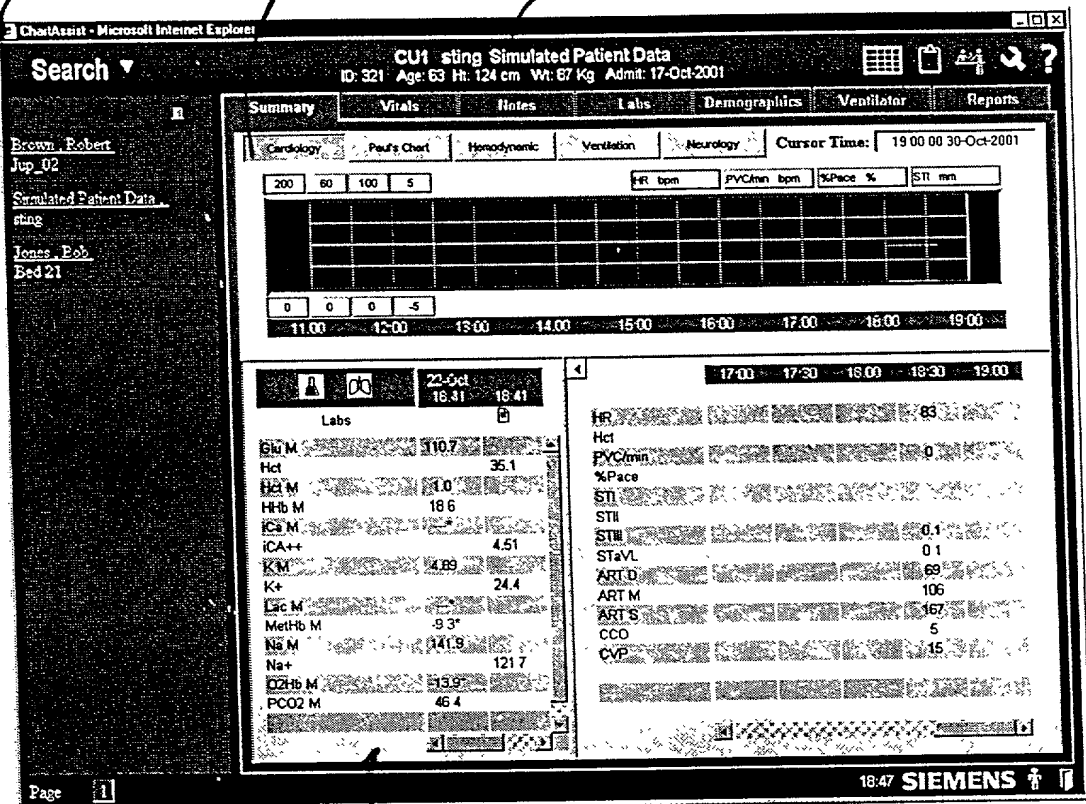 ChartAssist - Microsoft Internet Explorer
Search
CU1 sting Simulated Patient Data
ID: 321 Age: 63 Ht: 124 cm Wt: 87 Kg Admit: 17-Oct-2001
?
Summary Vitals Notes Labs Demographics Ventilator Reports
Brown, Robert
Jup_02
Simulated Patient Data,
sting
Jones, Bob
Bed 21
Cardiology Paul's Chart Hemodynamic Ventilation Neurology Cursor Time: 19 00 00 30-Oct-2001
200 60 100 5 HR bpm PVC/min bpm %Pace % STI mm
0 0 0 -5
11.00 12:00 13:00 14.00 15:00 16:00 17.00 18:00 19:00
22-Oct
18.41 18:41
Labs
Glu M 110.7
Hct 35.1
Hct M 1.0
HHb M 18 6
iCa M ---*
iCA++ 4.51
K M 4.89
K+ 24.4
Lac M ---*
MetHb M -9 3*
Na M 141.9
Na+ 121 7
O2Hb M -13.9*
PCO2 M 46 4
17:00 17:30 18.00 18:30 19.00
HR 83
Hct
PVC/min 0
%Pace
STI
STII
STIII -0.1
STaVL 0 1
ART D 69
ART M 106
ART S 167
CCO 5
CVP 15
Page 1
18:47 SIEMENS